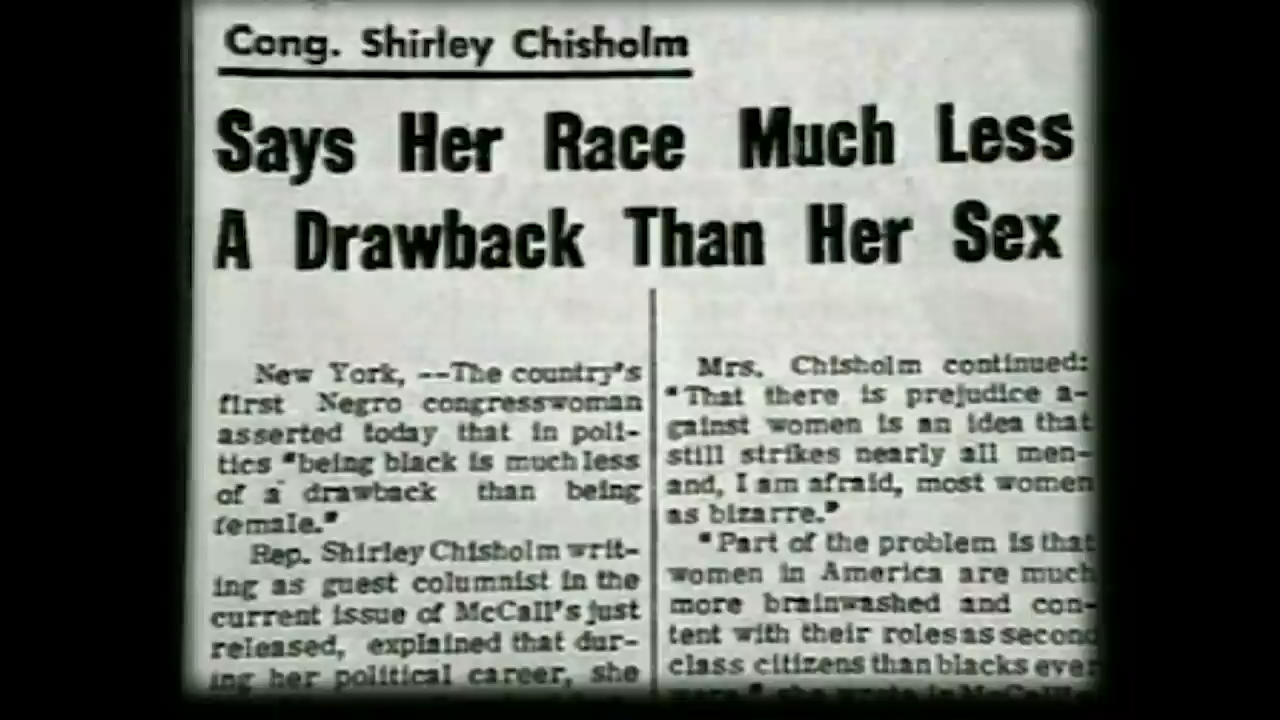 Cong. Shirley Chisholm
Says Her Race Much Less
A Drawback Than Her Sex
New York, --The country's
first Negro congresswoman
asserted today that in poli-
tics "being black is much less
of a drawback than being
female."
Rep. Shirley Chisholm writ-
ing as guest columnist in the
current issue of McCall's just
released, explained that dur-
ing her political career, she
Mrs. Chisholm continued:
"That there is prejudice a-
gainst women is an idea that
still strikes nearly all men-
and, I am afraid, most women
as bizarre."
"Part of the problem is that
women in America are much
more brainwashed and con-
tent with their roles as second
class citizens than blacks ever
were," she wrote in McCall's